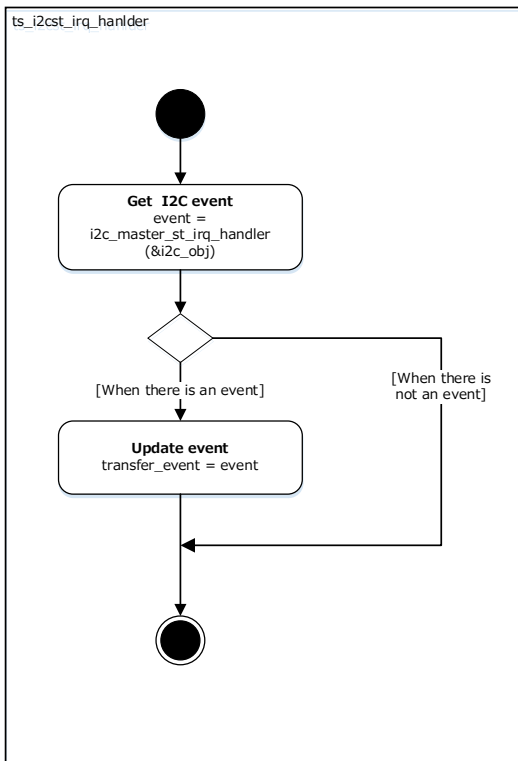 ts_i2cst_irq_hanlder
Get I2C event
event =
i2c_master_st_irq_handler
(&i2c_obj)
[When there is an event]
[When there is
not an event]
Update event
transfer_event = event